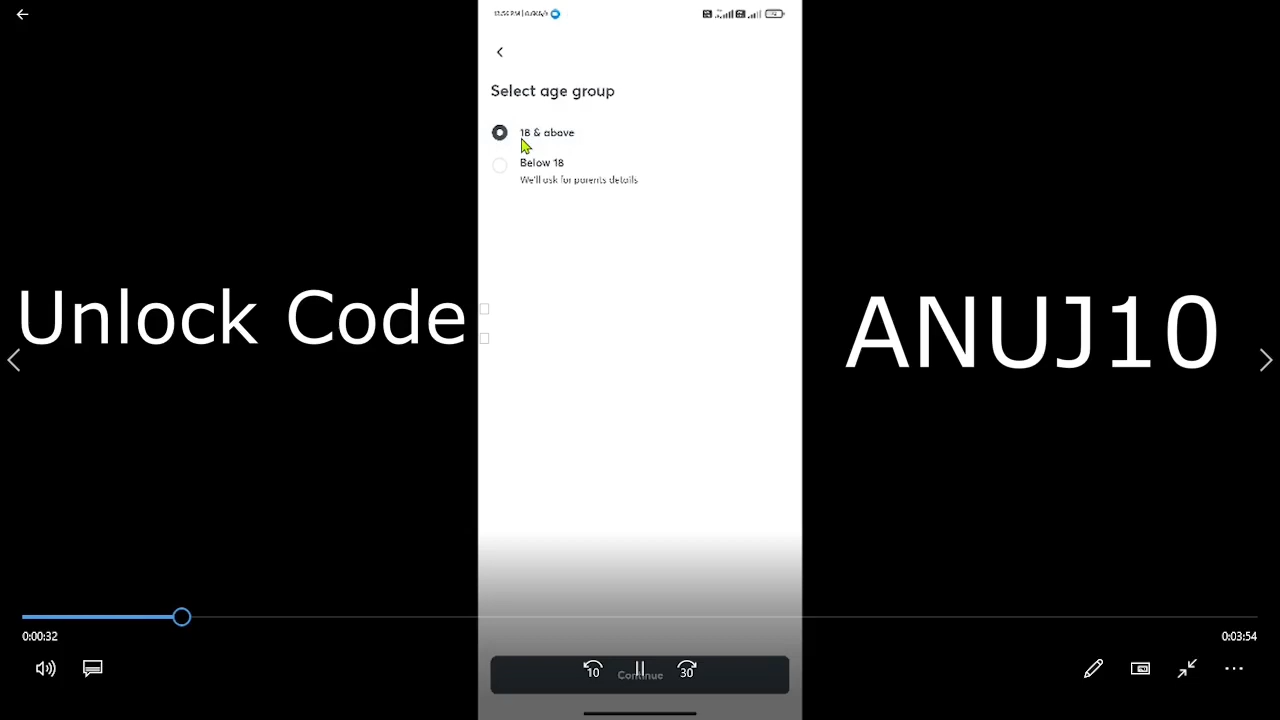 Select age group
18 & above
Below 18
We'll ask for parents details
Unlock Code
ANUJ10
0:00:32
0:03:54
10
30
Continue